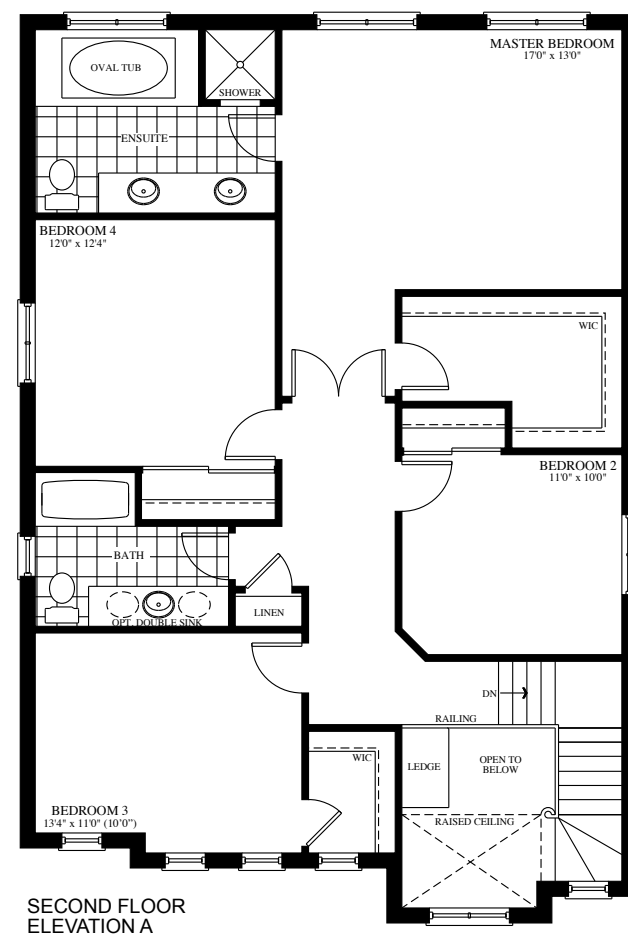 MASTER BEDROOM
17'0" x 13'0"
OVAL TUB
SHOWER
ENSUITE
BEDROOM 4
12'0" x 12'4"
WIC
BEDROOM 2
11'0" x 10'0"
BATH
LINEN
OPT. DOUBLE SINK
DN
RAILING
WIC
LEDGE
OPEN TO
BELOW
BEDROOM 3
13'4" x 11'0" (10'0")
RAISED CEILING
SECOND FLOOR
ELEVATION A